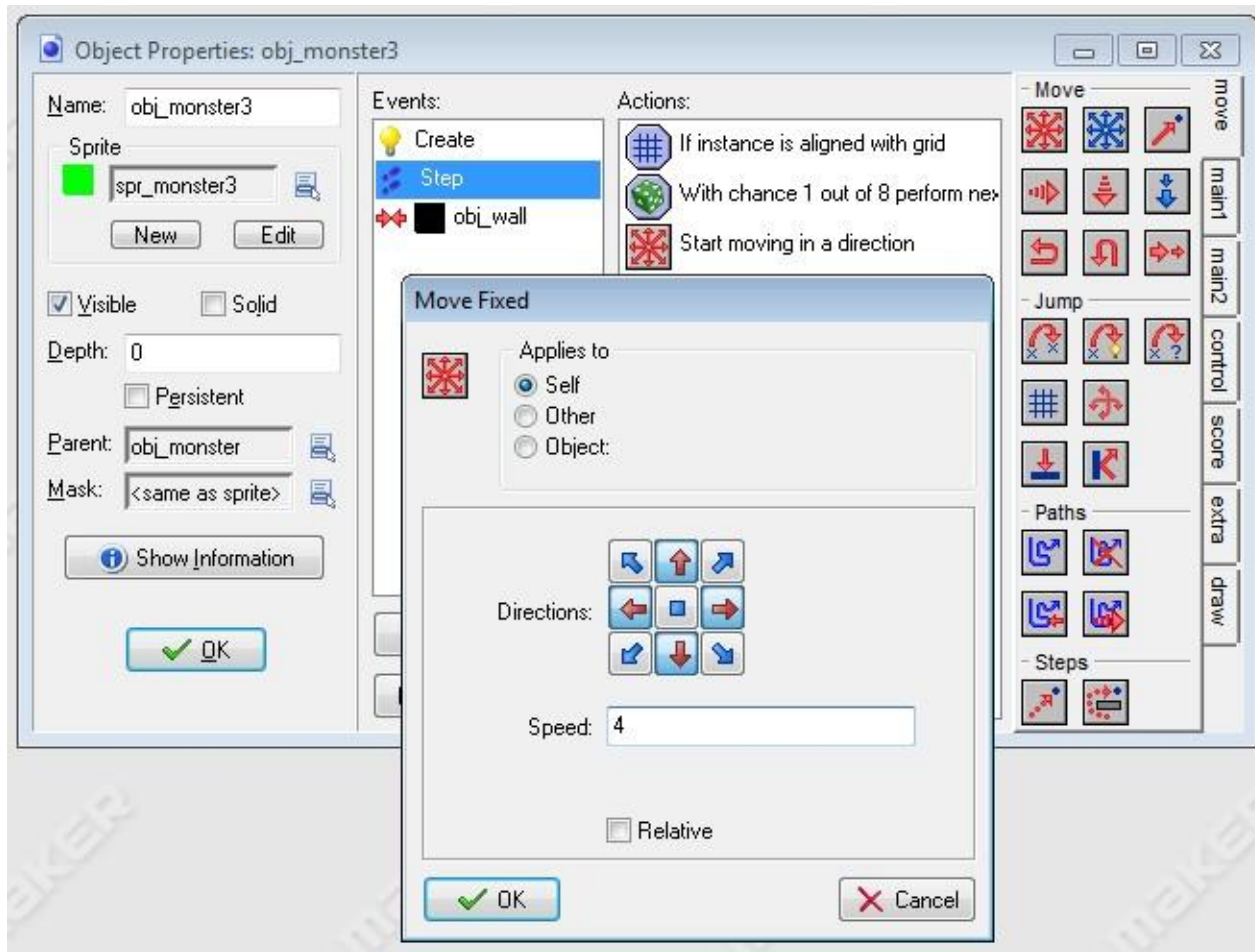 Object Properties: obj_monster3
Name: obj_monster3
Sprite
spr_monster3
New Edit
Visible Solid
Depth: 0
Persistent
Parent: obj_monster
Mask: <same as sprite>
Show Information
OK
Events:
Create
Step
obj_wall
Actions:
If instance is aligned with grid
With chance 1 out of 8 perform nex
Start moving in a direction
Move Fixed
Applies to
Self
Other
Object:
Directions:
Speed: 4
Relative
OK Cancel
Move
Jump
Paths
Steps
move
main1
main2
control
score
extra
draw